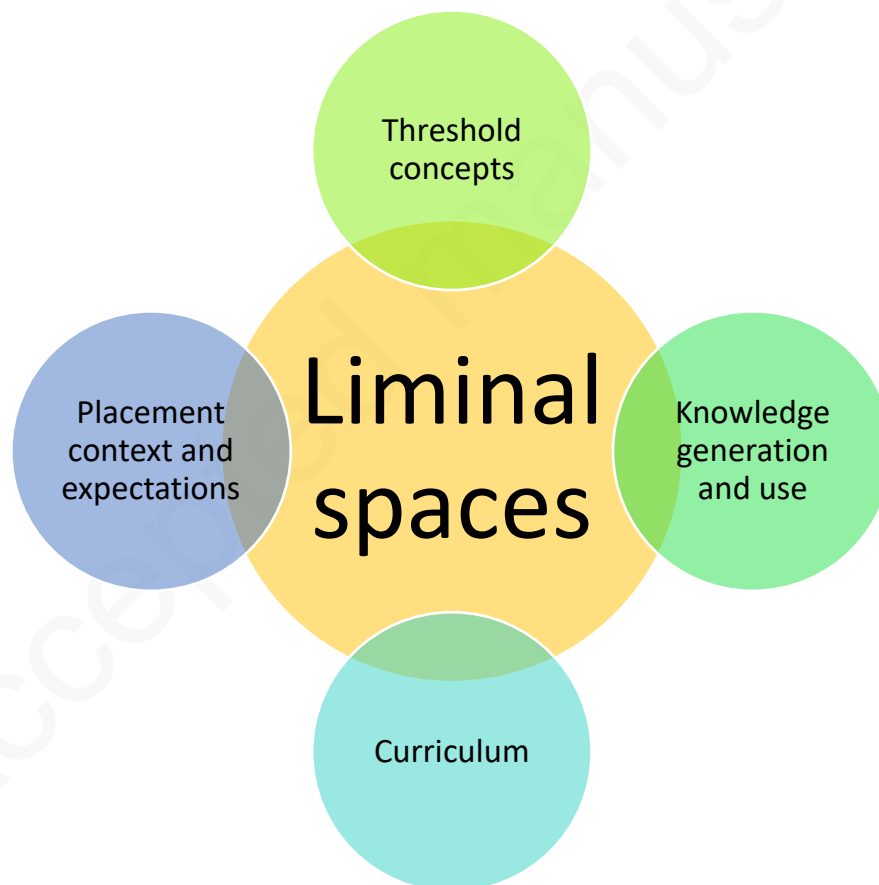 Threshold
concepts
Placement
context and
expectations
Liminal
spaces
Knowledge
generation
and use
Curriculum